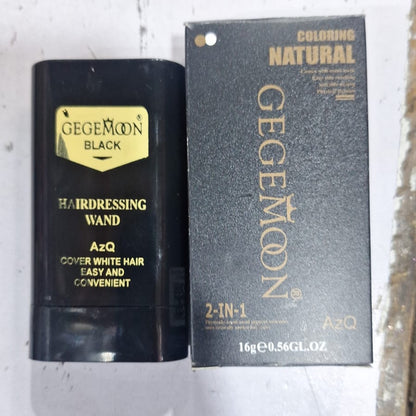 GEGEMOON
BLACK
HAIRDRESSING
WAND
AzQ
COVER WHITE HAIR
EASY AND
CONVENIENT
COLORING
NATURAL
GEGEMOON®
2-IN-1
AzQ
16g℮0.56GL.OZ